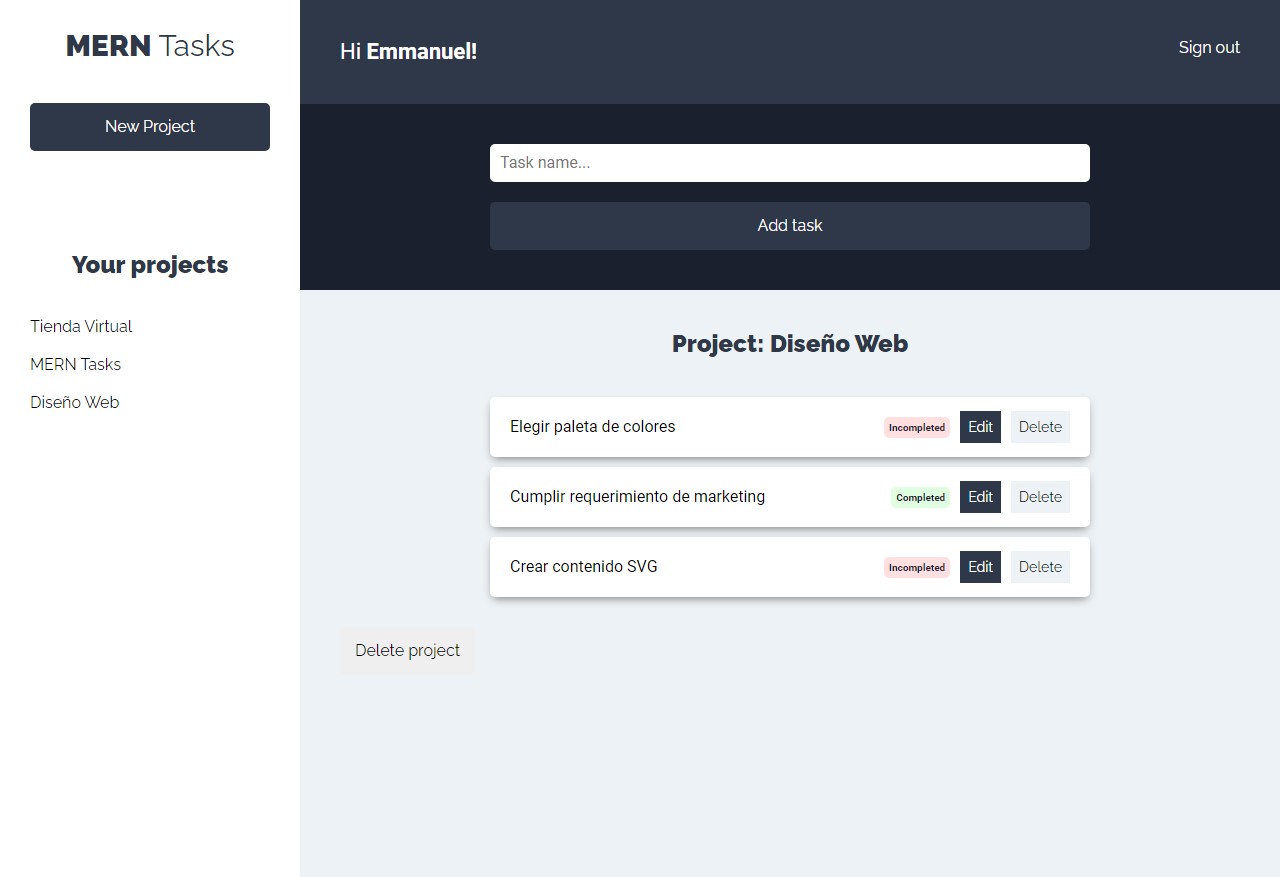 MERN Tasks
New Project
Your projects
Tienda Virtual
MERN Tasks
Diseño Web
Hi Emmanuel!
Sign out
Task name...
Add task
Project: Diseño Web
Elegir paleta de colores Incompleted Edit Delete
Cumplir requerimiento de marketing Completed Edit Delete
Crear contenido SVG Incompleted Edit Delete
Delete project